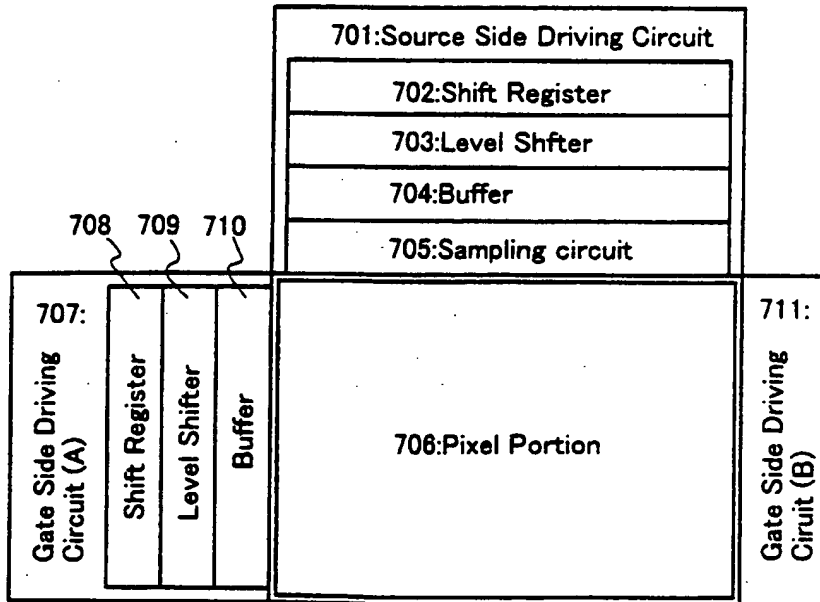 701:Source Side Driving Circuit
702:Shift Register
703:Level Shfter
704:Buffer
705:Sampling circuit
708 709 710
707:
Gate Side Driving
Circuit (A)
Shift Register
Level Shifter
Buffer
706:Pixel Portion
711:
Gate Side Driving
Ciruit (B)